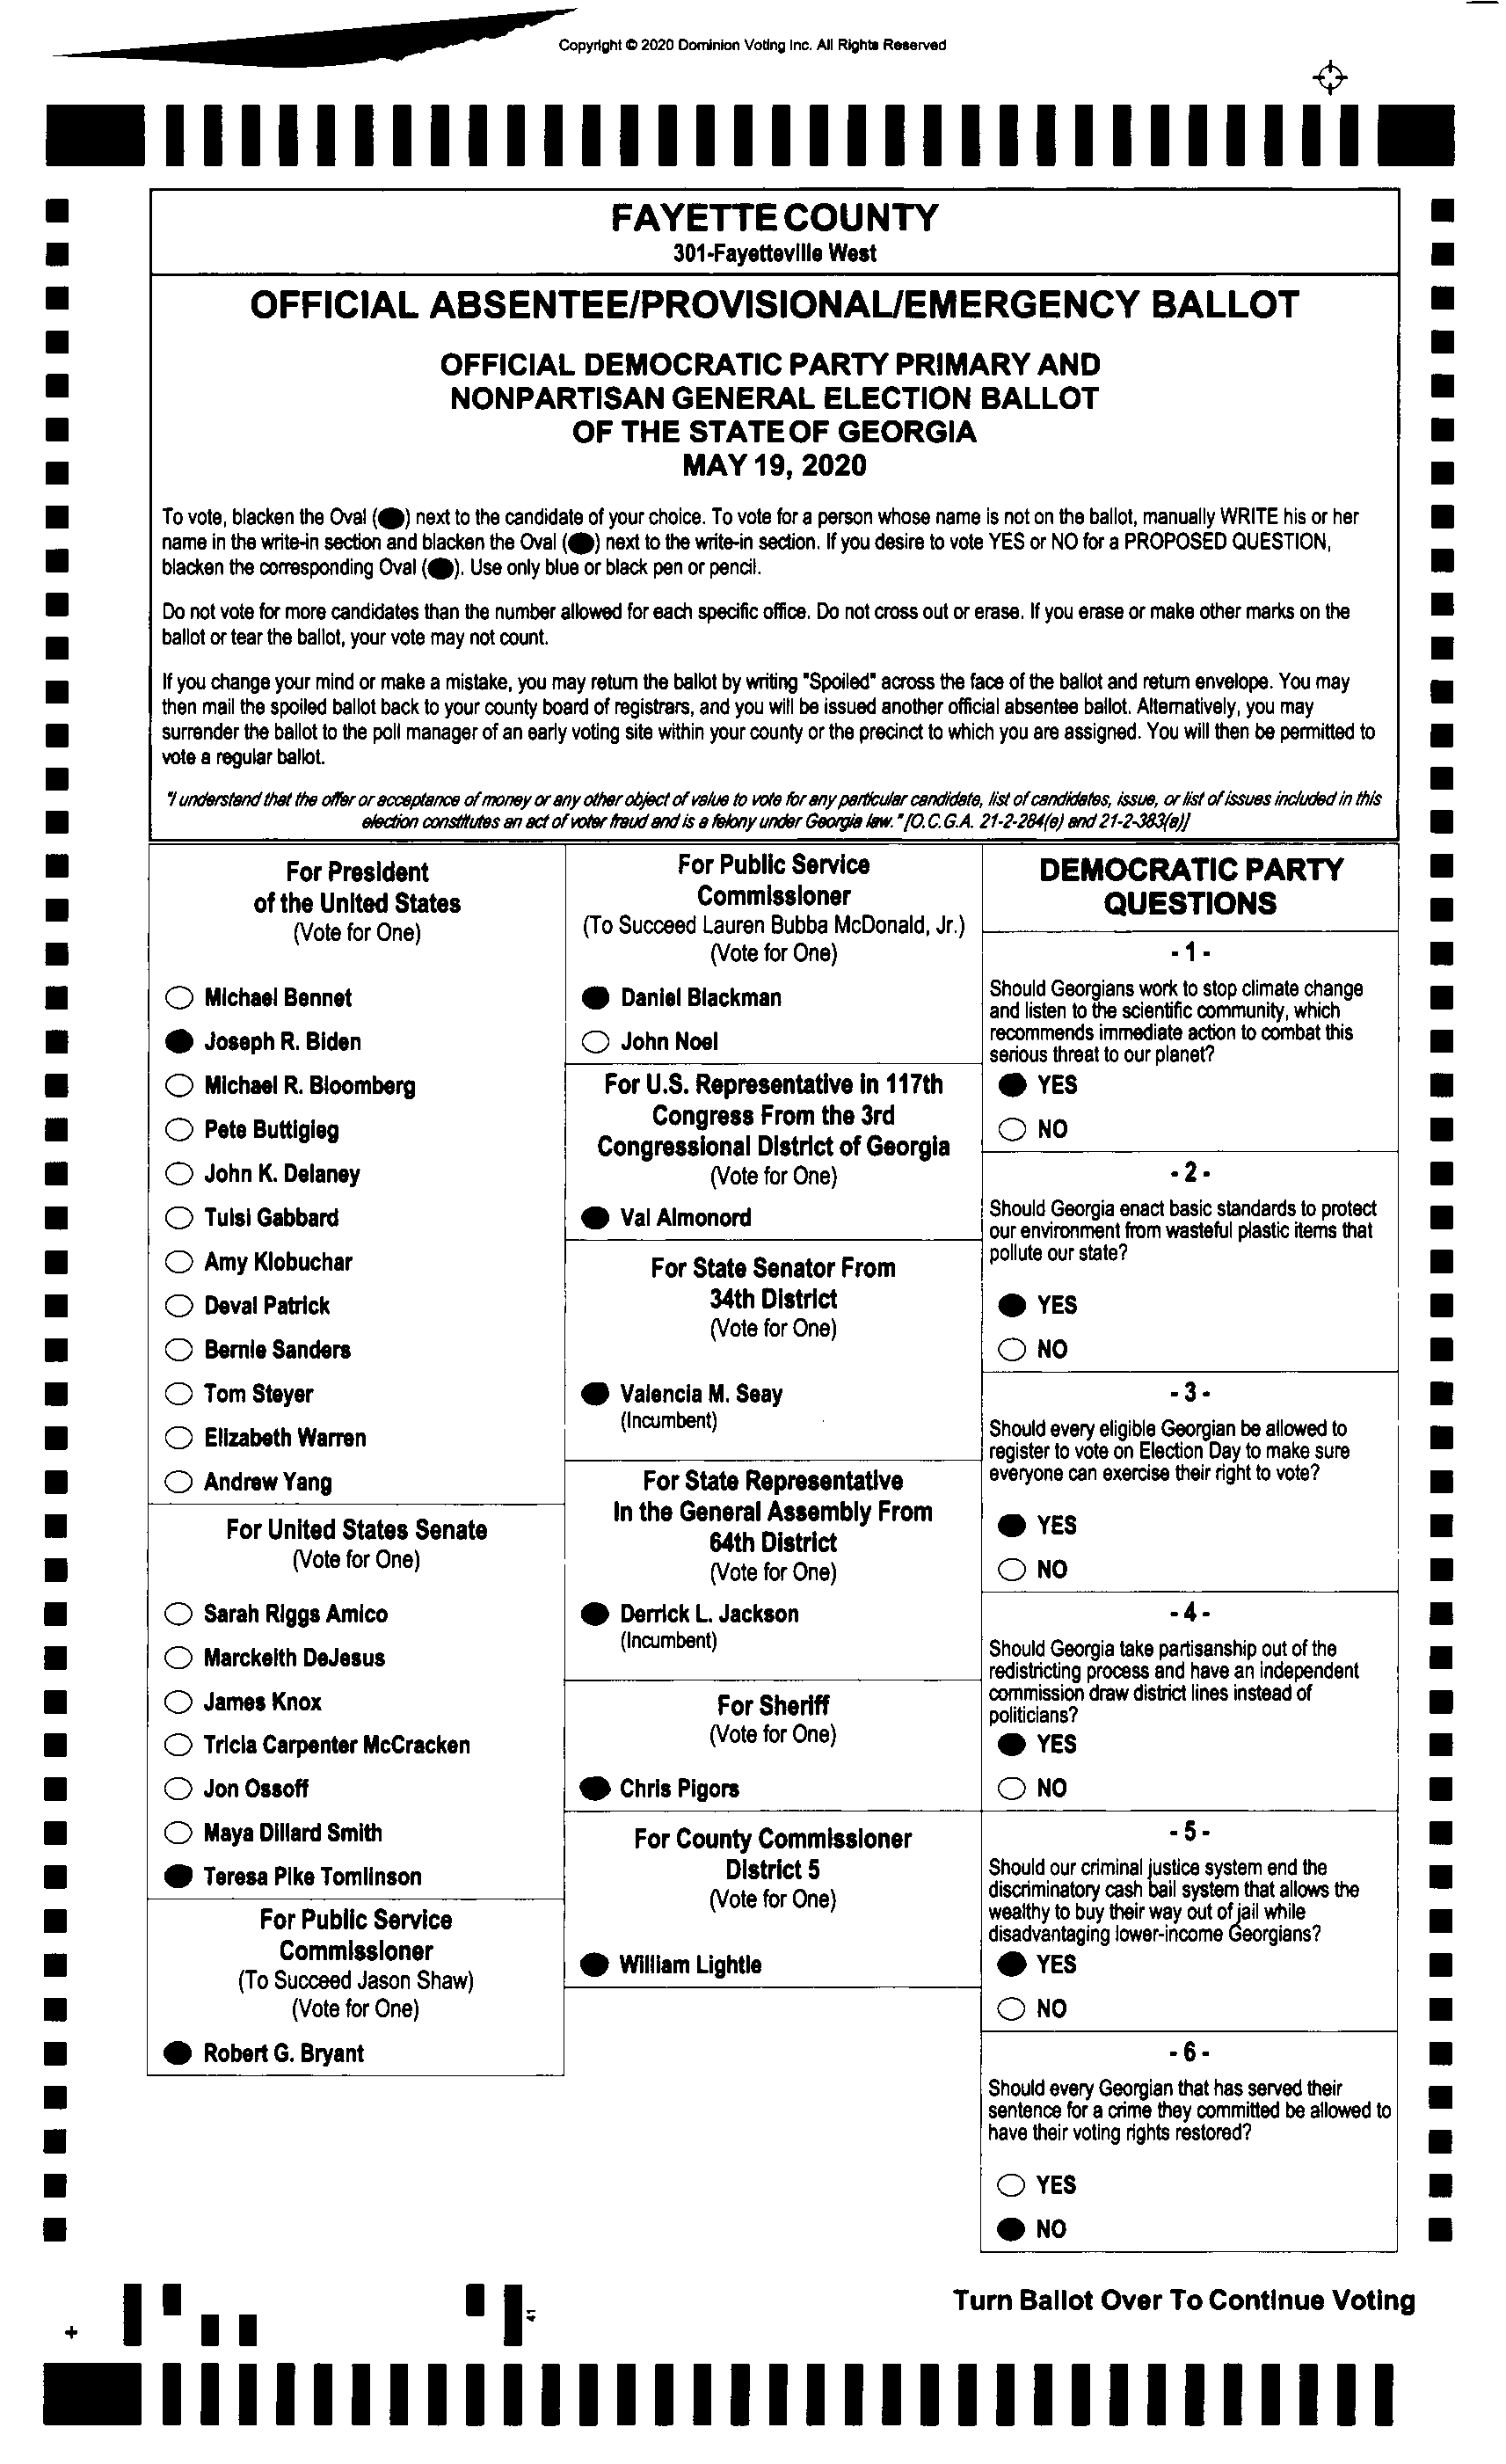 Copyright © 2020 Dominion Voting Inc. All Rights Reserved
FAYETTE COUNTY
301-Fayetteville West
OFFICIAL ABSENTEE/PROVISIONAL/EMERGENCY BALLOT
OFFICIAL DEMOCRATIC PARTY PRIMARY AND
NONPARTISAN GENERAL ELECTION BALLOT
OF THE STATE OF GEORGIA
MAY 19, 2020
To vote, blacken the Oval ( ) next to the candidate of your choice. To vote for a person whose name is not on the ballot, manually WRITE his or her
name in the write-in section and blacken the Oval ( ) next to the write-in section. If you desire to vote YES or NO for a PROPOSED QUESTION,
blacken the corresponding Oval ( ). Use only blue or black pen or pencil.
Do not vote for more candidates than the number allowed for each specific office. Do not cross out or erase. If you erase or make other marks on the
ballot or tear the ballot, your vote may not count.
If you change your mind or make a mistake, you may return the ballot by writing "Spoiled" across the face of the ballot and return envelope. You may
then mail the spoiled ballot back to your county board of registrars, and you will be issued another official absentee ballot. Alternatively, you may
surrender the ballot to the poll manager of an early voting site within your county or the precinct to which you are assigned. You will then be permitted to
vote a regular ballot.
"I understand that the offer or acceptance of money or any other object of value to vote for any particular candidate, list of candidates, issue, or list of issues included in this
election constitutes an act of voter fraud and is a felony under Georgia law." [O.C.G.A. 21-2-284(e) and 21-2-383(a)]
For President
of the United States
(Vote for One)
Michael Bennet
Joseph R. Biden
Michael R. Bloomberg
Pete Buttigieg
John K. Delaney
Tulsi Gabbard
Amy Klobuchar
Deval Patrick
Bernie Sanders
Tom Steyer
Elizabeth Warren
Andrew Yang
For United States Senate
(Vote for One)
Sarah Riggs Amico
Marckeith DeJesus
James Knox
Tricia Carpenter McCracken
Jon Ossoff
Maya Dillard Smith
Teresa Pike Tomlinson
For Public Service
Commissioner
(To Succeed Jason Shaw)
(Vote for One)
Robert G. Bryant
For Public Service
Commissioner
(To Succeed Lauren Bubba McDonald, Jr.)
(Vote for One)
Daniel Blackman
John Noel
For U.S. Representative in 117th
Congress From the 3rd
Congressional District of Georgia
(Vote for One)
Val Almonord
For State Senator From
34th District
(Vote for One)
Valencia M. Seay
(Incumbent)
For State Representative
In the General Assembly From
64th District
(Vote for One)
Derrick L. Jackson
(Incumbent)
For Sheriff
(Vote for One)
Chris Pigors
For County Commissioner
District 5
(Vote for One)
William Lightle
DEMOCRATIC PARTY
QUESTIONS
- 1 -
Should Georgians work to stop climate change
and listen to the scientific community, which
recommends immediate action to combat this
serious threat to our planet?
YES
NO
- 2 -
Should Georgia enact basic standards to protect
our environment from wasteful plastic items that
pollute our state?
YES
NO
- 3 -
Should every eligible Georgian be allowed to
register to vote on Election Day to make sure
everyone can exercise their right to vote?
YES
NO
- 4 -
Should Georgia take partisanship out of the
redistricting process and have an independent
commission draw district lines instead of
politicians?
YES
NO
- 5 -
Should our criminal justice system end the
discriminatory cash bail system that allows the
wealthy to buy their way out of jail while
disadvantaging lower-income Georgians?
YES
NO
- 6 -
Should every Georgian that has served their
sentence for a crime they committed be allowed to
have their voting rights restored?
YES
NO
Turn Ballot Over To Continue Voting
41
+